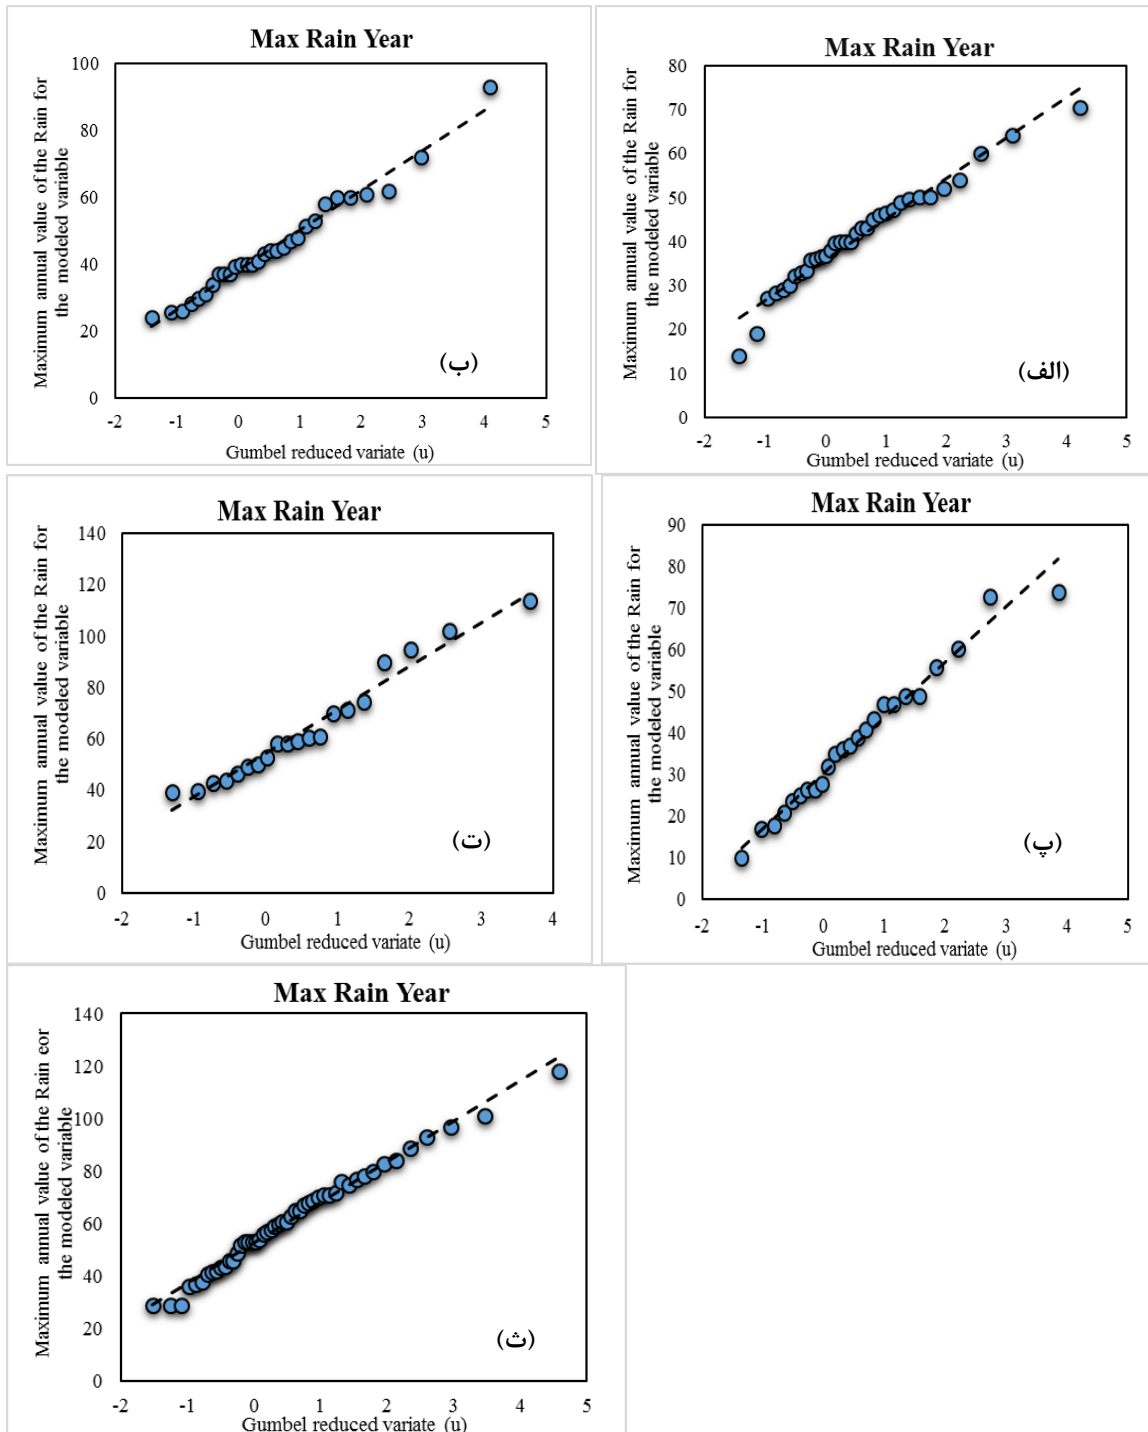 Max Rain Year
Maximum annual value of the Rain for
the modeled variable
100
80
60
40
20
0
-2 -1 0 1 2 3 4 5
Gumbel reduced variate (u)
(ب)
Max Rain Year
Maximum annual value of the Rain for
the modeled variable
80
70
60
50
40
30
20
10
0
-2 -1 0 1 2 3 4 5
Gumbel reduced variate (u)
(الف)
Max Rain Year
Maximum annual value of the Rain for
the modeled variable
140
120
100
80
60
40
20
0
-2 -1 0 1 2 3 4
Gumbel reduced variate (u)
(ت)
Max Rain Year
Maximum annual value of the Rain for
the modeled variable
90
80
70
60
50
40
30
20
10
0
-2 -1 0 1 2 3 4 5
Gumbel reduced variate (u)
(پ)
Max Rain Year
Maximum annual value of the Rain eor
the modeled variable
140
120
100
80
60
40
20
0
-2 -1 0 1 2 3 4 5
Gumbel reduced variate (u)
(ث)